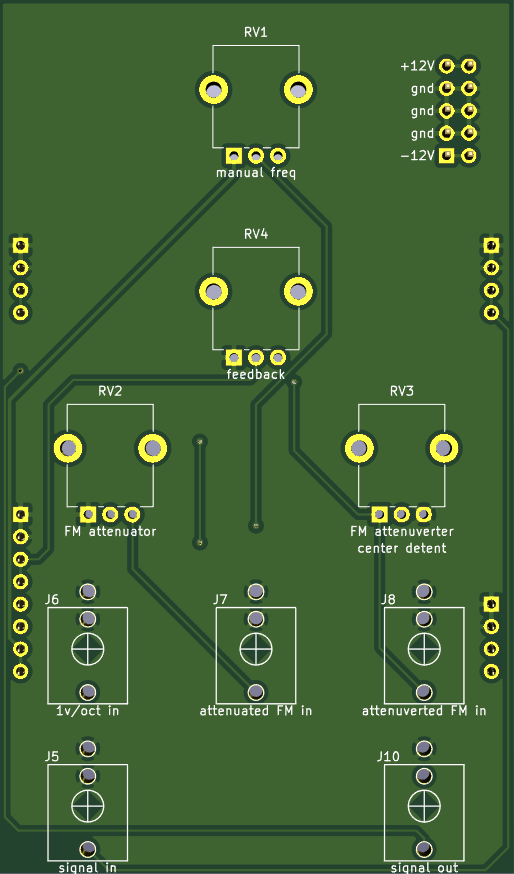 RV1
+12V
gnd
gnd
gnd
-12V
manual freq
RV4
feedback
RV2
RV3
FM attenuator
FM attenuverter
center detent
J6
J7
J8
1v/oct in
attenuated FM in
attenuverted FM in
J5
J10
signal in
signal out